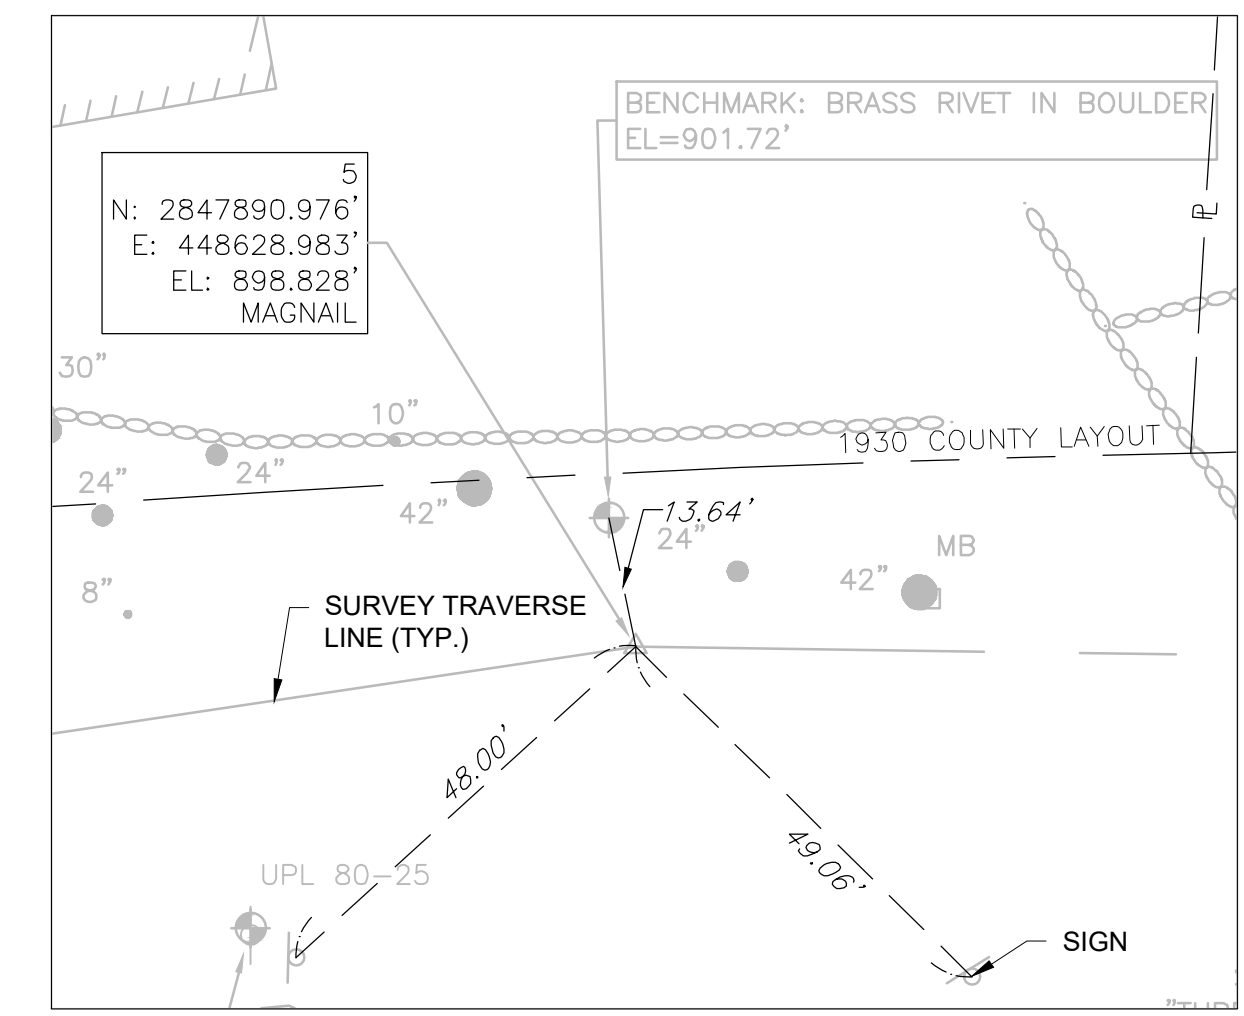 BENCHMARK: BRASS RIVET IN BOULDER
EL=901.72'
5
N: 2847890.976'
E: 448628.983'
EL: 898.828'
MAGNAIL
PL
30"
10"
1930 COUNTY LAYOUT
24"
24"
42"
13.64'
24"
MB
42"
8"
SURVEY TRAVERSE
LINE (TYP.)
48.00'
49.06'
UPL 80-25
SIGN